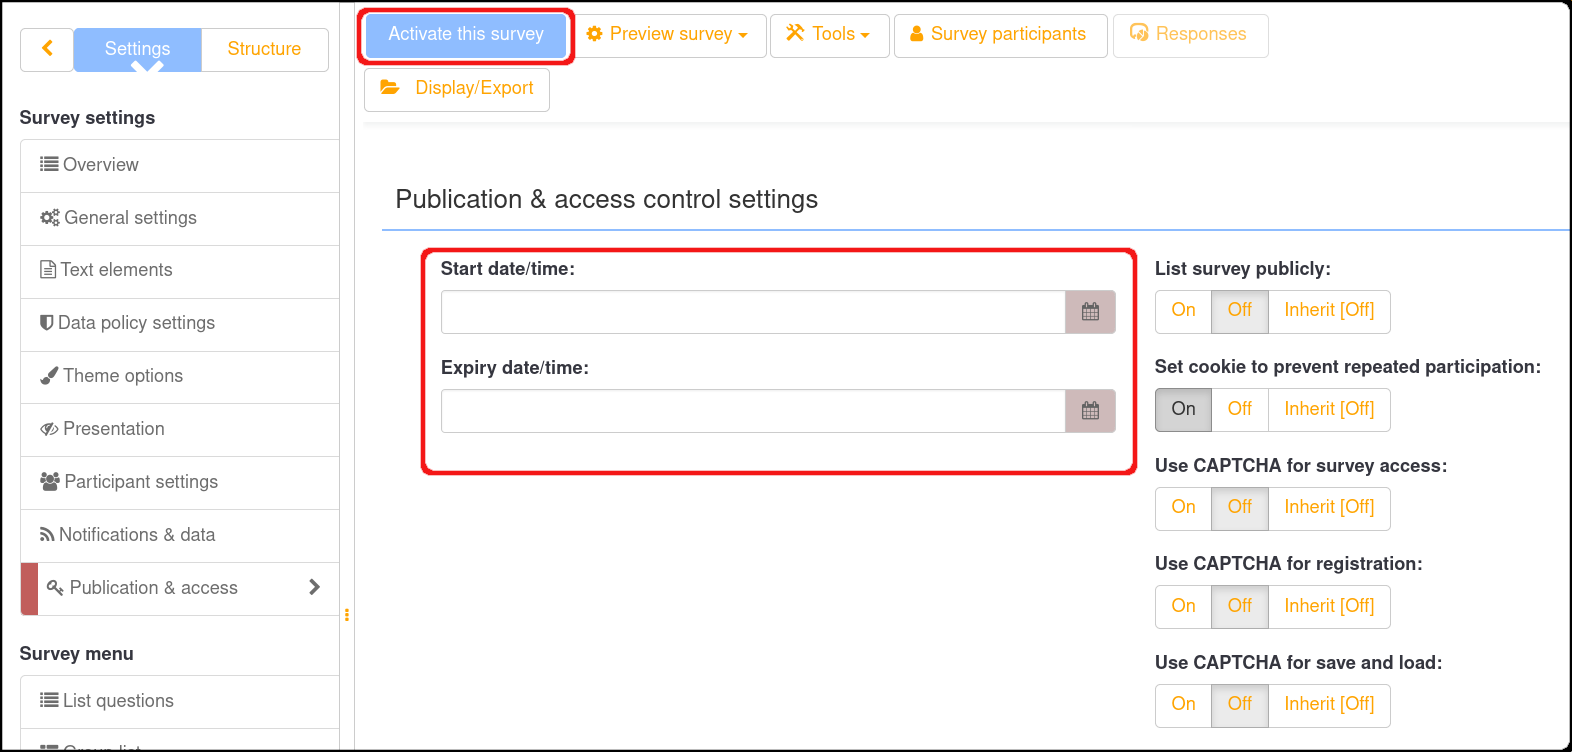 Settings
Structure
Survey settings
Overview
General settings
Text elements
Data policy settings
Theme options
Presentation
Participant settings
Notifications & data
Publication & access
Survey menu
List questions
Group list
Activate this survey
Preview survey
Tools
Survey participants
Responses
Display/Export
Publication & access control settings
Start date/time:
Expiry date/time:
List survey publicly:
On Off Inherit [Off]
Set cookie to prevent repeated participation:
On Off Inherit [Off]
Use CAPTCHA for survey access:
On Off Inherit [Off]
Use CAPTCHA for registration:
On Off Inherit [Off]
Use CAPTCHA for save and load:
On Off Inherit [Off]